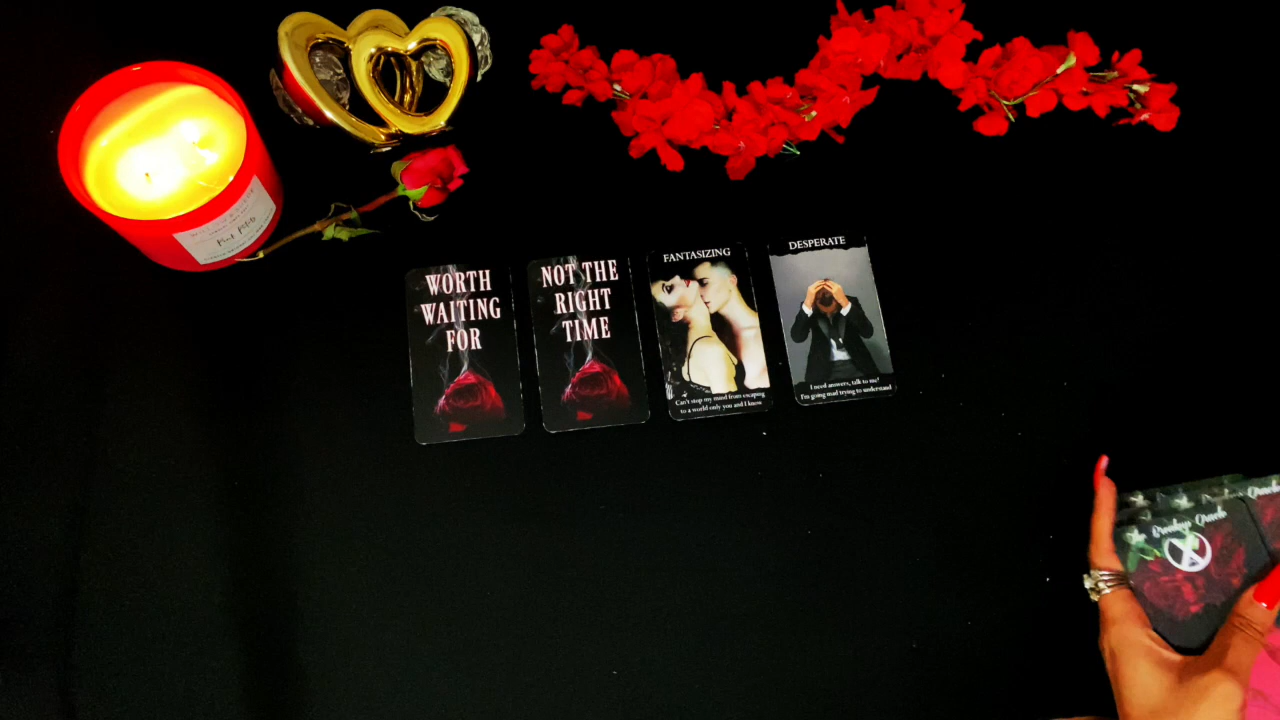 WORTH
WAITING
FOR
NOT THE
RIGHT
TIME
FANTASIZING
Can't stop my mind from escaping
to a world only you and I know
DESPERATE
I need answers, talk to me!
I'm going mad trying to understand
Oracle